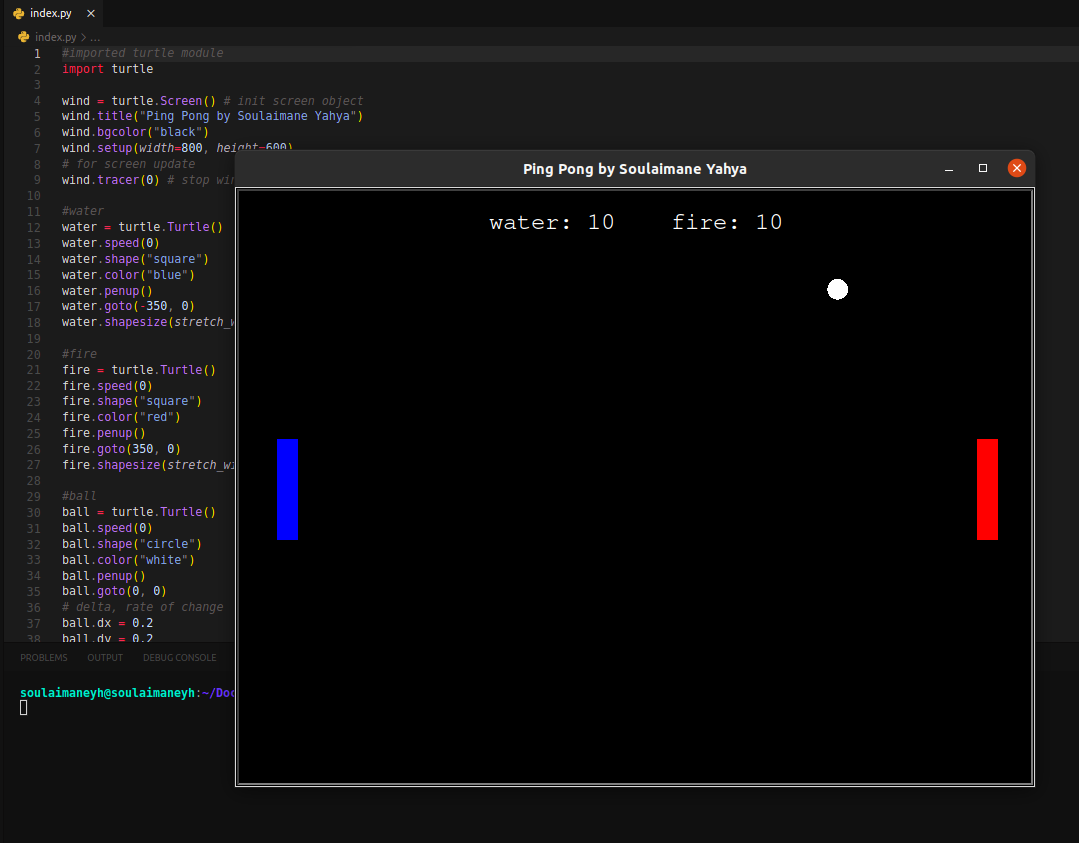 index.py
index.py > ...
1 #imported turtle module
2 import turtle
3
4 wind = turtle.Screen() # init screen object
5 wind.title("Ping Pong by Soulaimane Yahya")
6 wind.bgcolor("black")
7 wind.setup(width=800, height=600)
8 # for screen update
9 wind.tracer(0) # stop
10
11 #water
12 water = turtle.Turtle()
13 water.speed(0)
14 water.shape("square")
15 water.color("blue")
16 water.penup()
17 water.goto(-350, 0)
18 water.shapesize(
19
20 #fire
21 fire = turtle.Turtle()
22 fire.speed(0)
23 fire.shape("square")
24 fire.color("red")
25 fire.penup()
26 fire.goto(350, 0)
27 fire.shapesize(
28
29 #ball
30 ball = turtle.Turtle()
31 ball.speed(0)
32 ball.shape("circle")
33 ball.color("white")
34 ball.penup()
35 ball.goto(0, 0)
36 # delta, rate of change
37 ball.dx = 0.2
38 ball.dy = 0.2
PROBLEMS OUTPUT DEBUG CONSOLE
soulaimaneyh@soulaimaneyh:~/Doc
Ping Pong by Soulaimane Yahya
water: 10 fire: 10